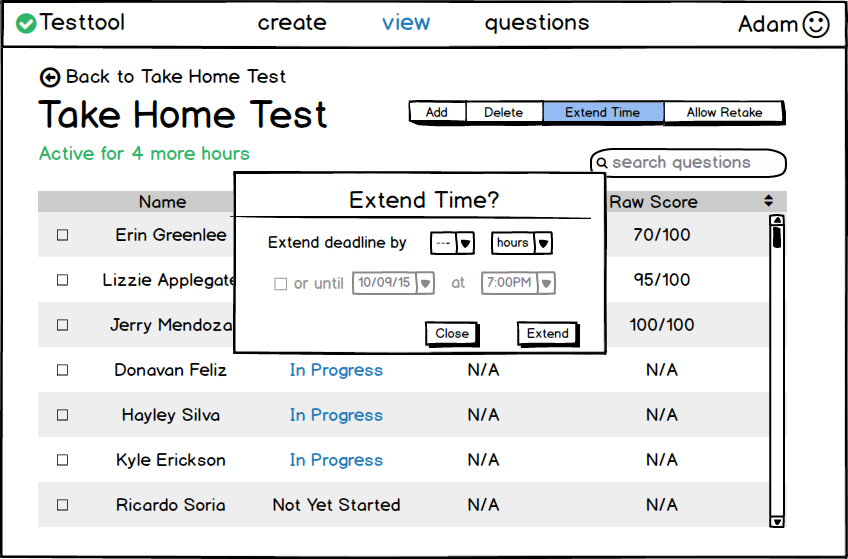 Testtool create view questions Adam
Back to Take Home Test
Take Home Test
Add Delete Extend Time Allow Retake
Active for 4 more hours
search questions
Name Raw Score
Extend Time?
Extend deadline by --- hours
or until 10/09/15 at 7:00PM
Close Extend
Erin Greenlee 70/100
Lizzie Applegate 95/100
Jerry Mendoza 100/100
Donavan Feliz In Progress N/A N/A
Hayley Silva In Progress N/A N/A
Kyle Erickson In Progress N/A N/A
Ricardo Soria Not Yet Started N/A N/A